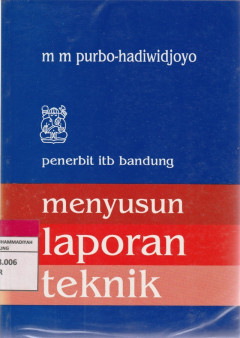 m m purbo-hadiwidjoyo
penerbit itb bandung
menyusun
laporan
teknik